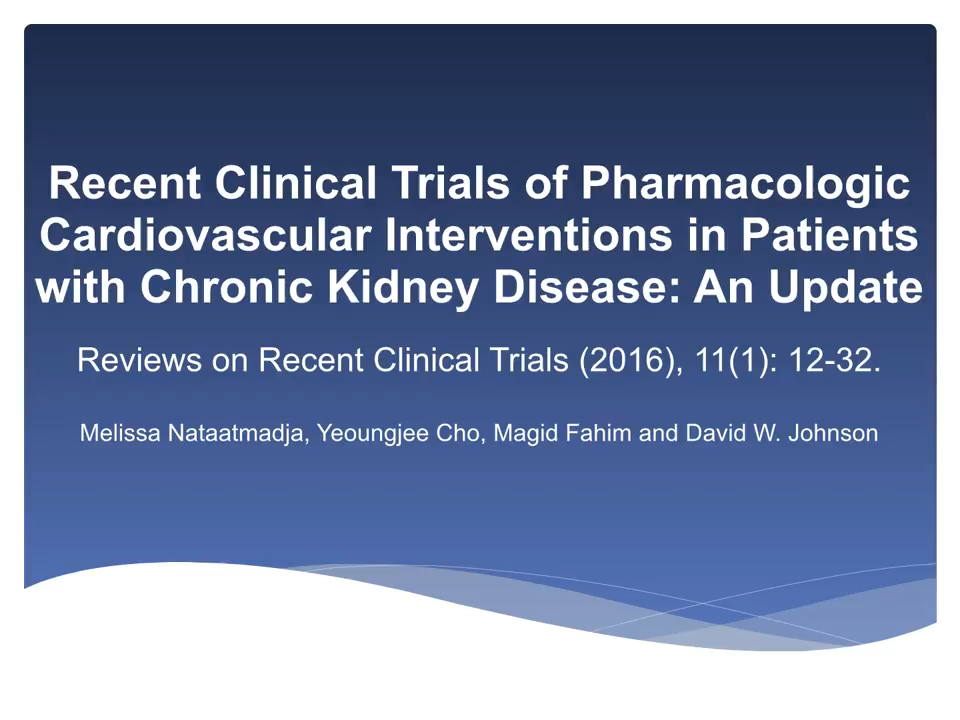 Recent Clinical Trials of Pharmacologic
Cardiovascular Interventions in Patients
with Chronic Kidney Disease: An Update
Reviews on Recent Clinical Trials (2016), 11(1): 12-32.
Melissa Nataatmadja, Yeoungjee Cho, Magid Fahim and David W. Johnson